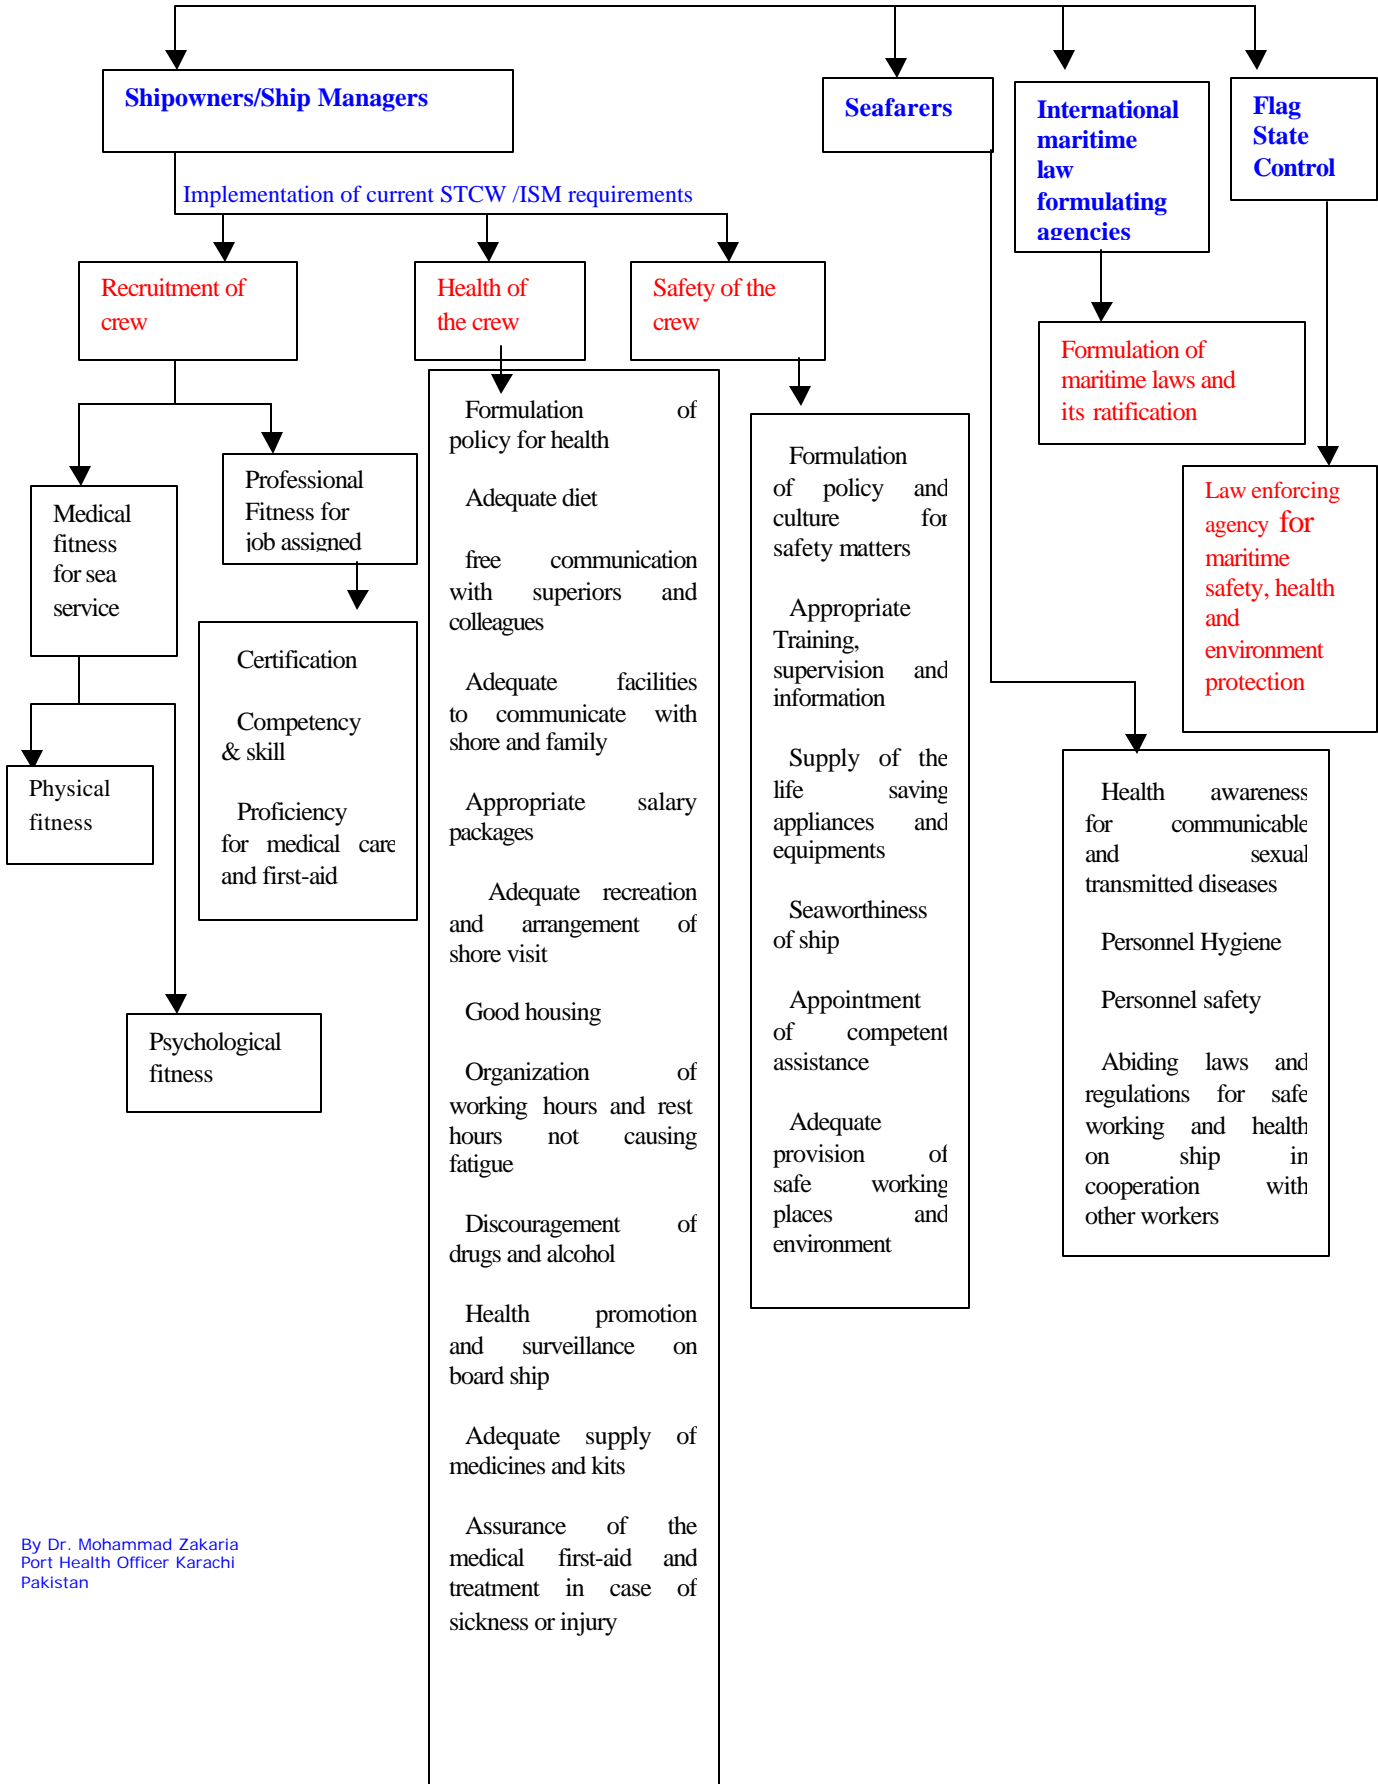 Shipowners/Ship Managers
Seafarers
International
maritime
law
formulating
agencies
Flag
State
Control
Implementation of current STCW /ISM requirements
Recruitment of
crew
Health of
the crew
Safety of the
crew
Formulation of
maritime laws and
its ratification
Law enforcing
agency for
maritime
safety, health
and
environment
protection
Medical
fitness
for sea
service
Professional
Fitness for
job assigned
Physical
fitness
Psychological
fitness
Certification
Competency
& skill
Proficiency
for medical care
and first-aid
Formulation of
policy for health
Adequate diet
free communication
with superiors and
colleagues
Adequate facilities
to communicate with
shore and family
Appropriate salary
packages
Adequate recreation
and arrangement of
shore visit
Good housing
Organization of
working hours and rest
hours not causing
fatigue
Discouragement of
drugs and alcohol
Health promotion
and surveillance on
board ship
Adequate supply of
medicines and kits
Assurance of the
medical first-aid and
treatment in case of
sickness or injury
Formulation
of policy and
culture for
safety matters
Appropriate
Training,
supervision and
information
Supply of the
life saving
appliances and
equipments
Seaworthiness
of ship
Appointment
of competent
assistance
Adequate
provision of
safe working
places and
environment
Health awareness
for communicable
and sexual
transmitted diseases
Personnel Hygiene
Personnel safety
Abiding laws and
regulations for safe
working and health
on ship in
cooperation with
other workers
By Dr. Mohammad Zakaria
Port Health Officer Karachi
Pakistan